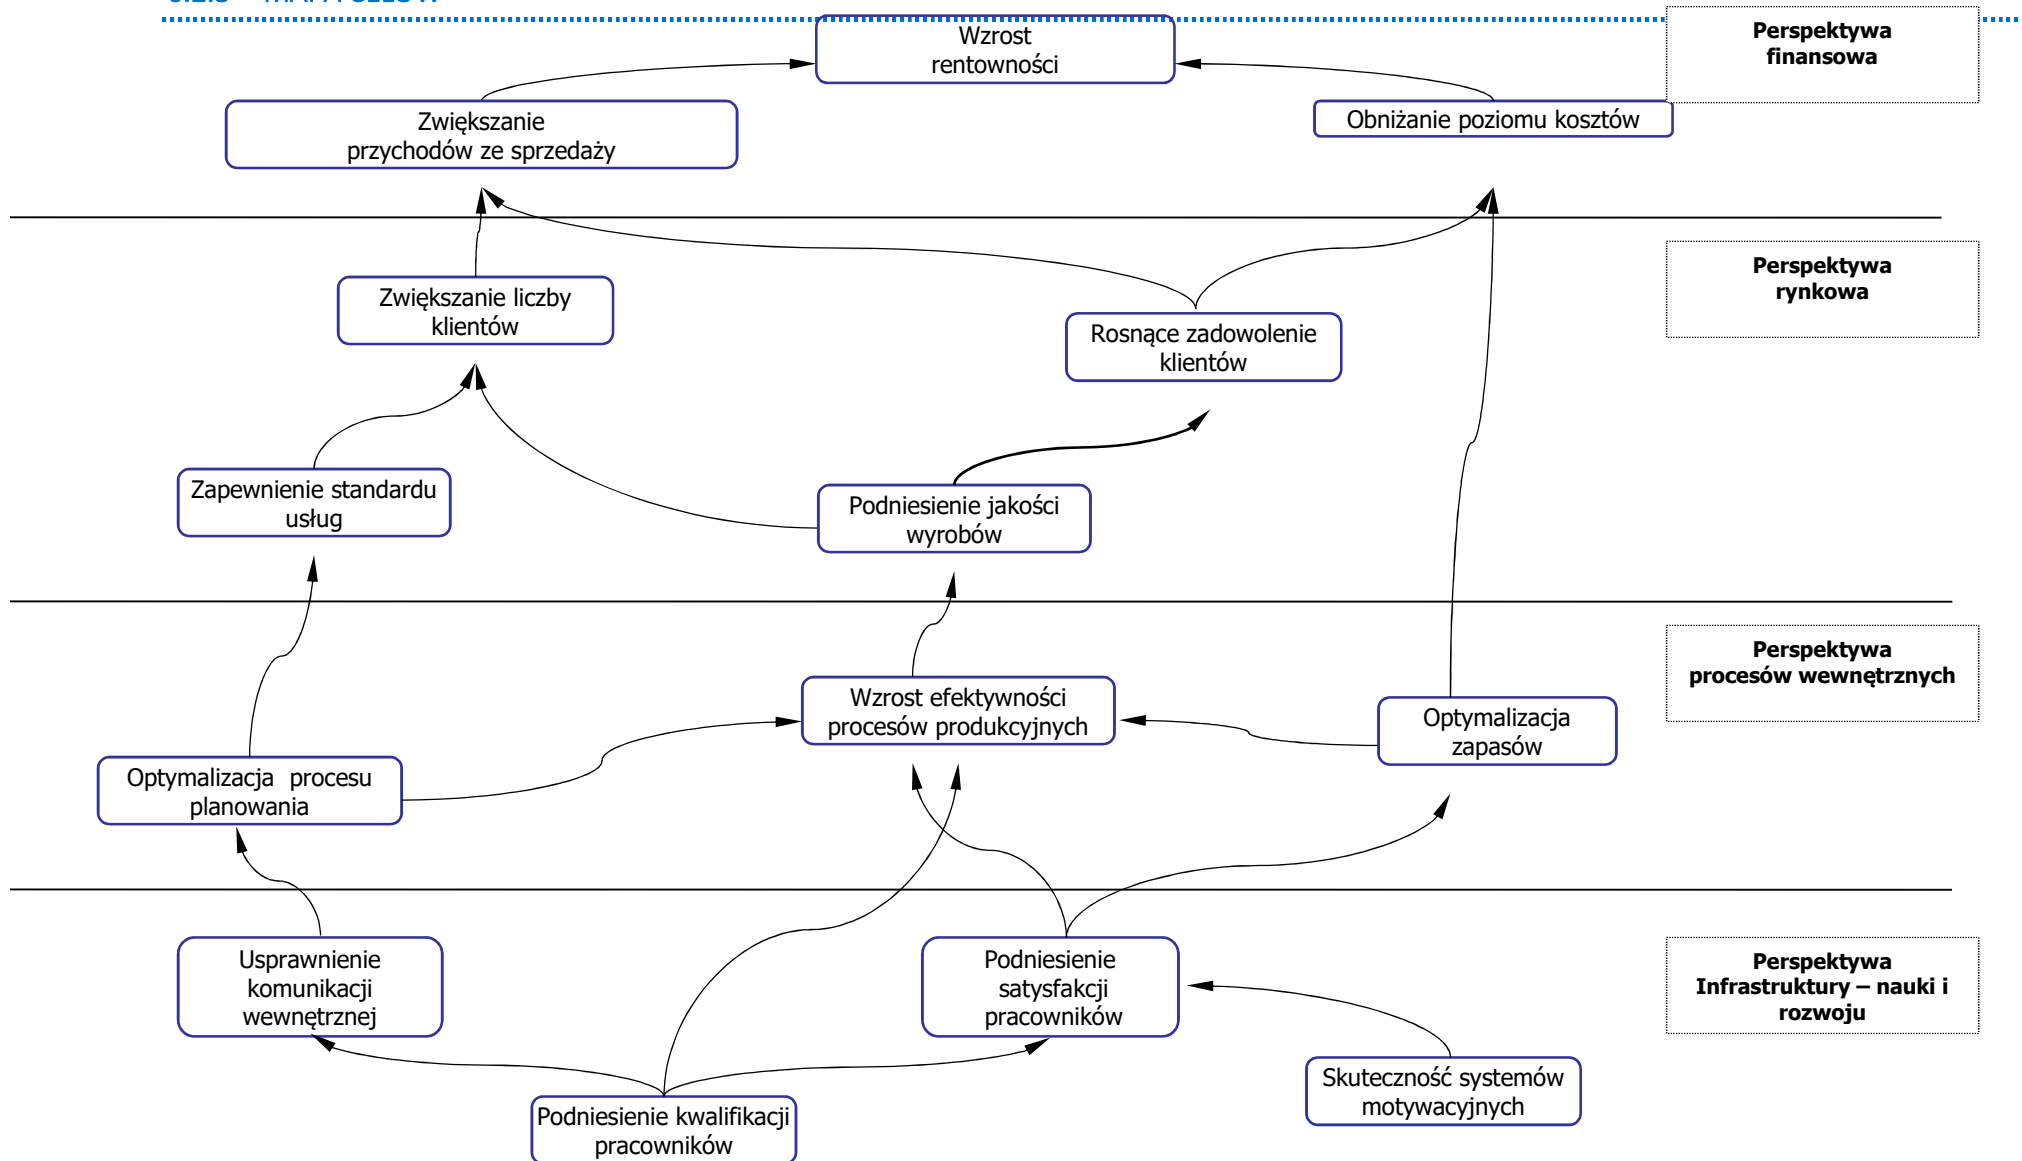 Wzrost
rentowności
Perspektywa
finansowa
Zwiększanie
przychodów ze sprzedaży
Obniżanie poziomu kosztów
Perspektywa
rynkowa
Zwiększanie liczby
klientów
Rosnące zadowolenie
klientów
Zapewnienie standardu
usług
Podniesienie jakości
wyrobów
Perspektywa
procesów wewnętrznych
Wzrost efektywności
procesów produkcyjnych
Optymalizacja
zapasów
Optymalizacja  procesu
planowania
Usprawnienie
komunikacji
wewnętrznej
Podniesienie
satysfakcji
pracowników
Perspektywa
Infrastruktury – nauki i
rozwoju
Skuteczność systemów
motywacyjnych
Podniesienie kwalifikacji
pracowników